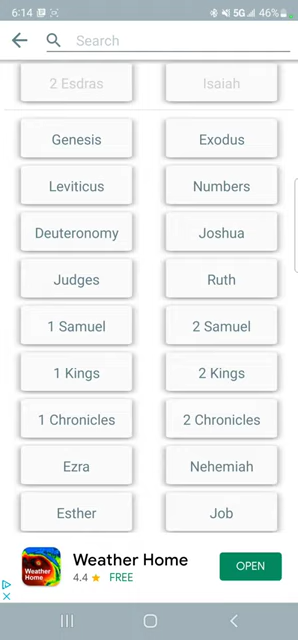 6:14 5G 46%
Search
2 Esdras Isaiah
Genesis Exodus
Leviticus Numbers
Deuteronomy Joshua
Judges Ruth
1 Samuel 2 Samuel
1 Kings 2 Kings
1 Chronicles 2 Chronicles
Ezra Nehemiah
Esther Job
Weather Home
Weather Home
4.4 FREE
OPEN